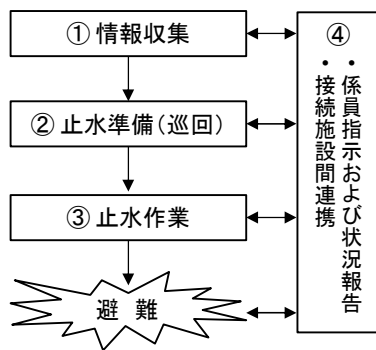 ① 情報収集
② 止水準備(巡回)
③ 止水作業
避 難
④
・係員指示および状況報告
・接続施設間連携